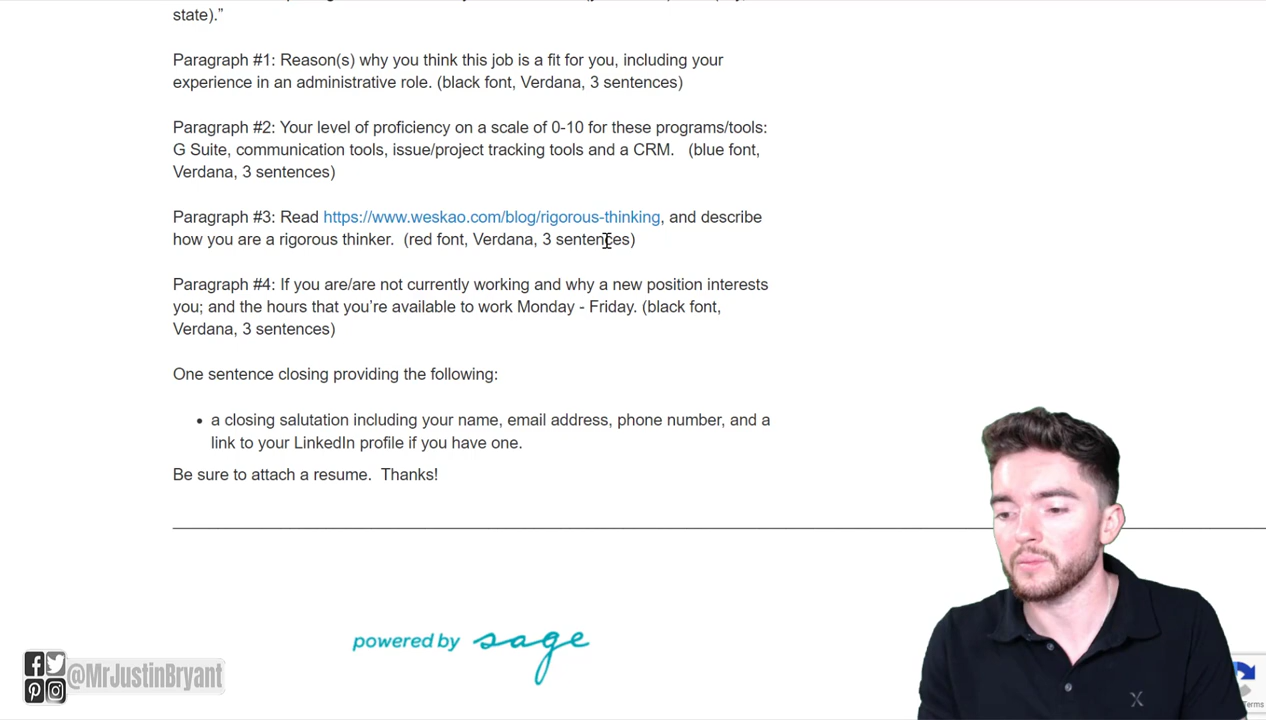 state).”
Paragraph #1: Reason(s) why you think this job is a fit for you, including your
experience in an administrative role. (black font, Verdana, 3 sentences)
Paragraph #2: Your level of proficiency on a scale of 0-10 for these programs/tools:
G Suite, communication tools, issue/project tracking tools and a CRM. (blue font,
Verdana, 3 sentences)
Paragraph #3: Read https://www.weskao.com/blog/rigorous-thinking, and describe
how you are a rigorous thinker. (red font, Verdana, 3 sentences)
Paragraph #4: If you are/are not currently working and why a new position interests
you; and the hours that you’re available to work Monday - Friday. (black font,
Verdana, 3 sentences)
One sentence closing providing the following:
• a closing salutation including your name, email address, phone number, and a
link to your LinkedIn profile if you have one.
Be sure to attach a resume. Thanks!
powered by sage
@MrJustinBryant
X
Terms